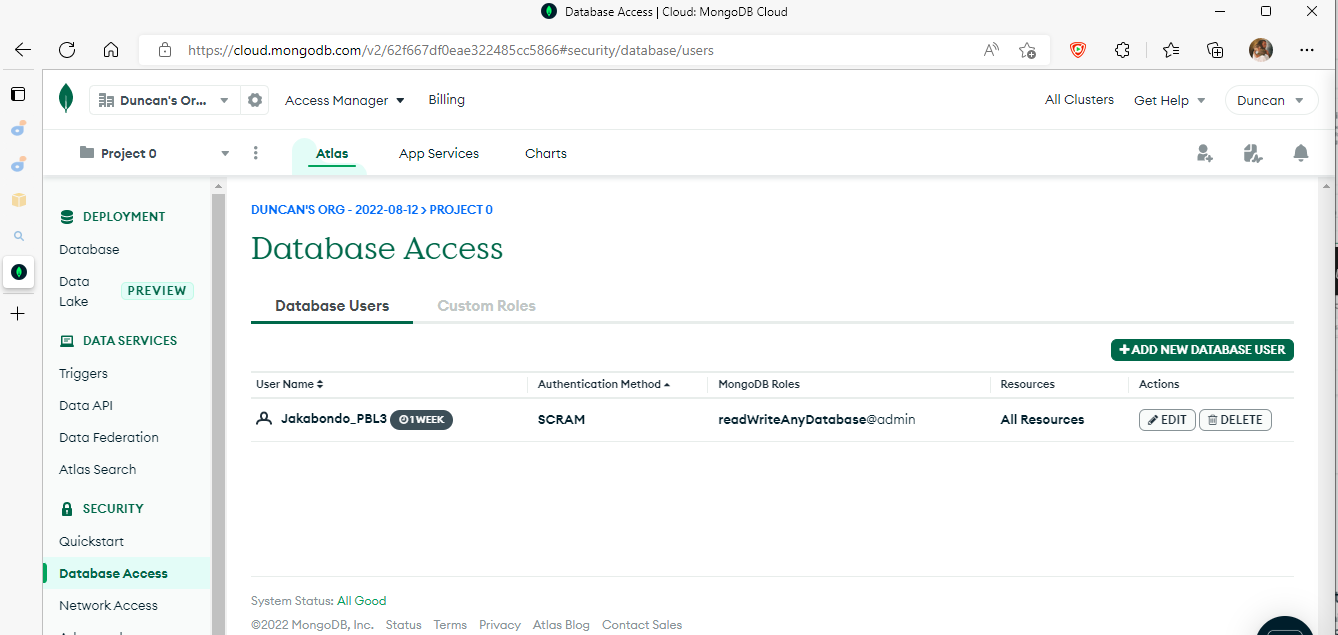 Database Access | Cloud: MongoDB Cloud
https://cloud.mongodb.com/v2/62f667df0eae322485cc5866#security/database/users
Duncan's Or... Access Manager Billing All Clusters Get Help Duncan
Project 0 Atlas App Services Charts
DEPLOYMENT
Database
Data Lake PREVIEW
DATA SERVICES
Triggers
Data API
Data Federation
Atlas Search
SECURITY
Quickstart
Database Access
Network Access
DUNCAN'S ORG - 2022-08-12 > PROJECT 0
Database Access
Database Users Custom Roles
+ ADD NEW DATABASE USER
User Name Authentication Method MongoDB Roles Resources Actions
Jakabondo_PBL3 1 WEEK SCRAM readWriteAnyDatabase@admin All Resources EDIT DELETE
System Status: All Good
©2022 MongoDB, Inc. Status Terms Privacy Atlas Blog Contact Sales